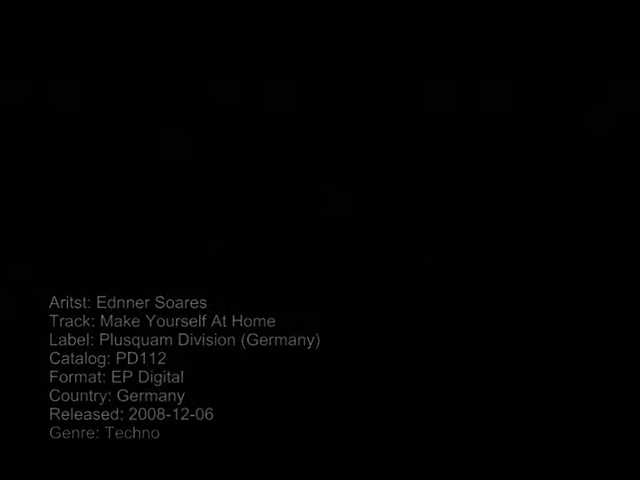 Aritst: Ednner Soares
Track: Make Yourself At Home
Label: Plusquam Division (Germany)
Catalog: PD112
Format: EP Digital
Country: Germany
Released: 2008-12-06
Genre: Techno